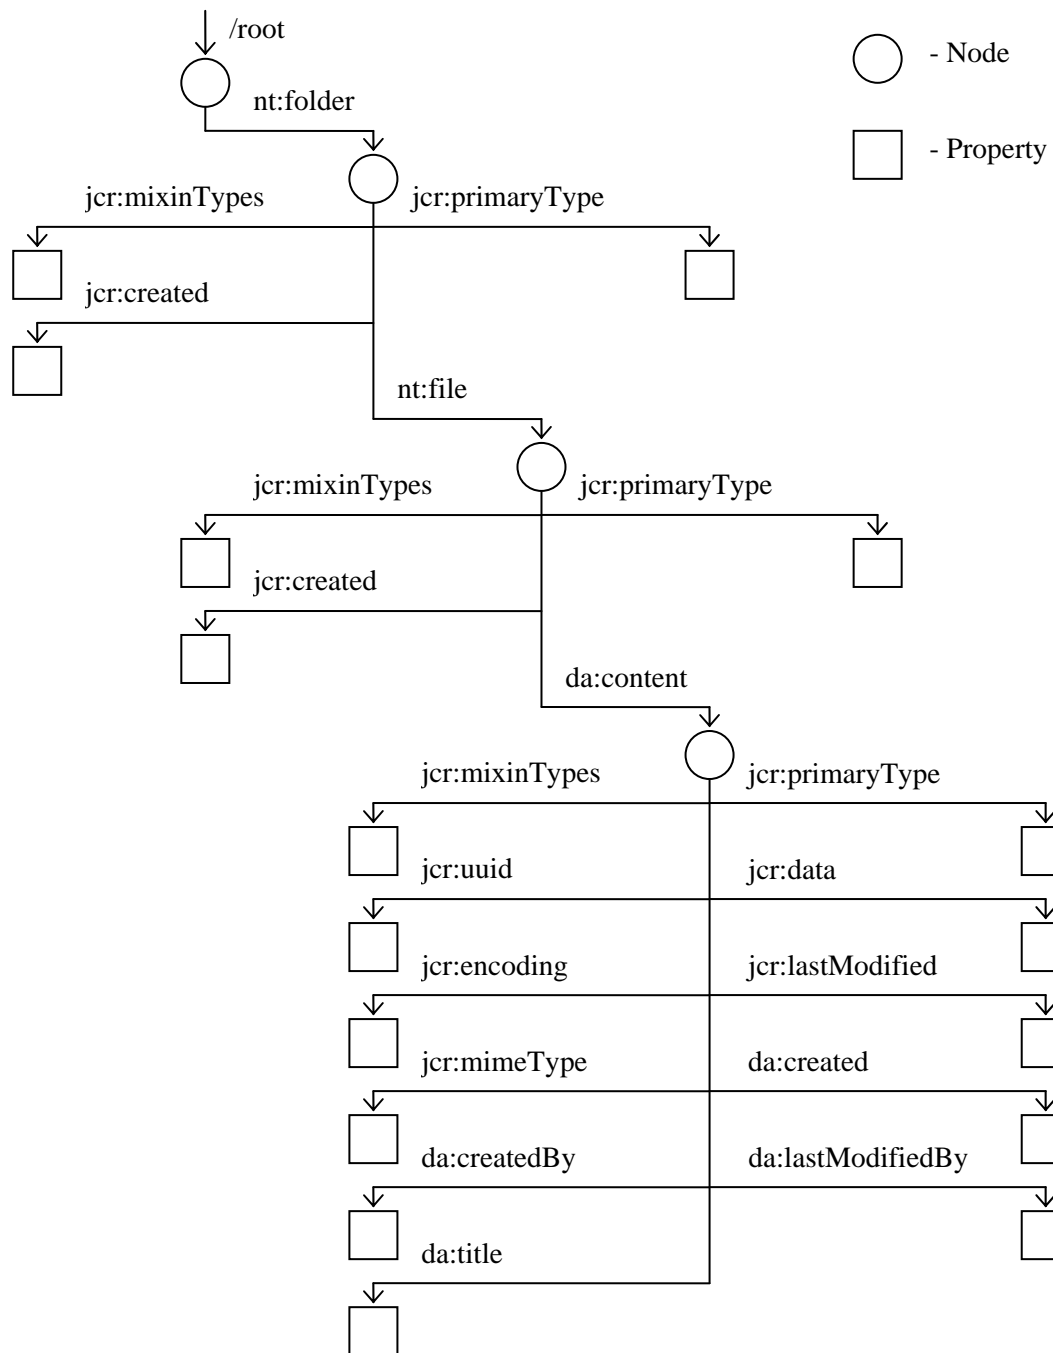 /root
- Node
nt:folder
- Property
jcr:mixinTypes
jcr:primaryType
jcr:created
nt:file
jcr:mixinTypes
jcr:primaryType
jcr:created
da:content
jcr:mixinTypes
jcr:primaryType
jcr:uuid
jcr:data
jcr:encoding
jcr:lastModified
jcr:mimeType
da:created
da:createdBy
da:lastModifiedBy
da:title